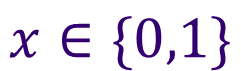 x ∈ {0,1}